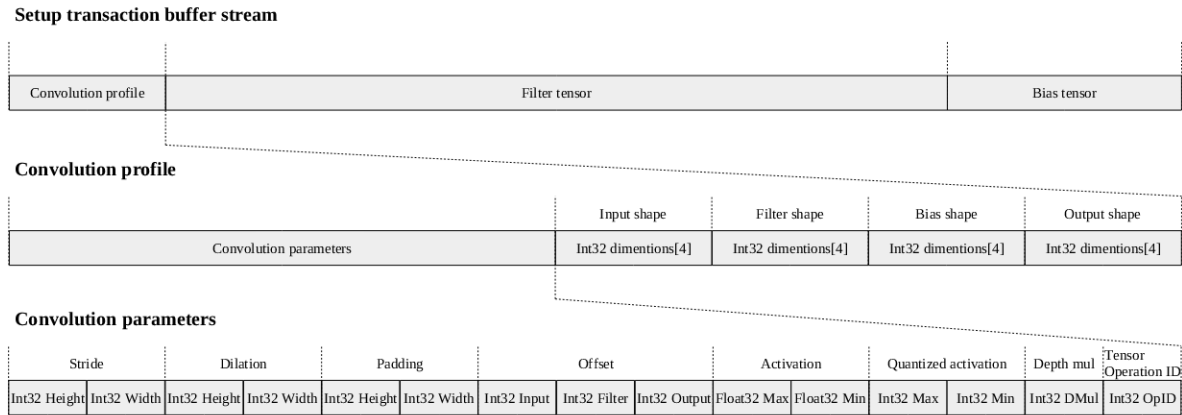 Setup transaction buffer stream
Convolution profile Filter tensor Bias tensor
Convolution profile
Input shape Filter shape Bias shape Output shape
Convolution parameters Int32 dimentions[4] Int32 dimentions[4] Int32 dimentions[4] Int32 dimentions[4]
Convolution parameters
Stride Dilation Padding Offset Activation Quantized activation Depth mul Tensor
Operation ID
Int32 Height Int32 Width Int32 Height Int32 Width Int32 Height Int32 Width Int32 Input Int32 Filter Int32 Output Float32 Max Float32 Min Int32 Max Int32 Min Int32 DMul Int32 OpID